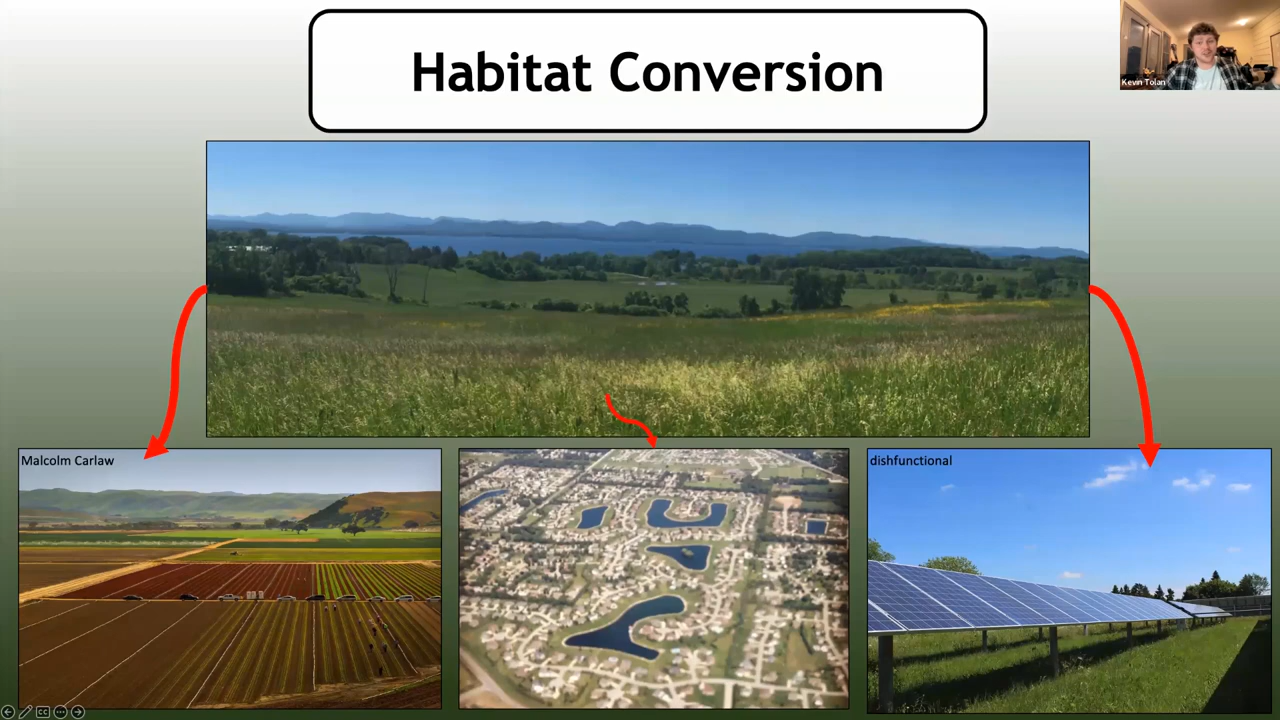 Habitat Conversion
Kevin Tolan
Malcolm Carlaw
dishfunctional